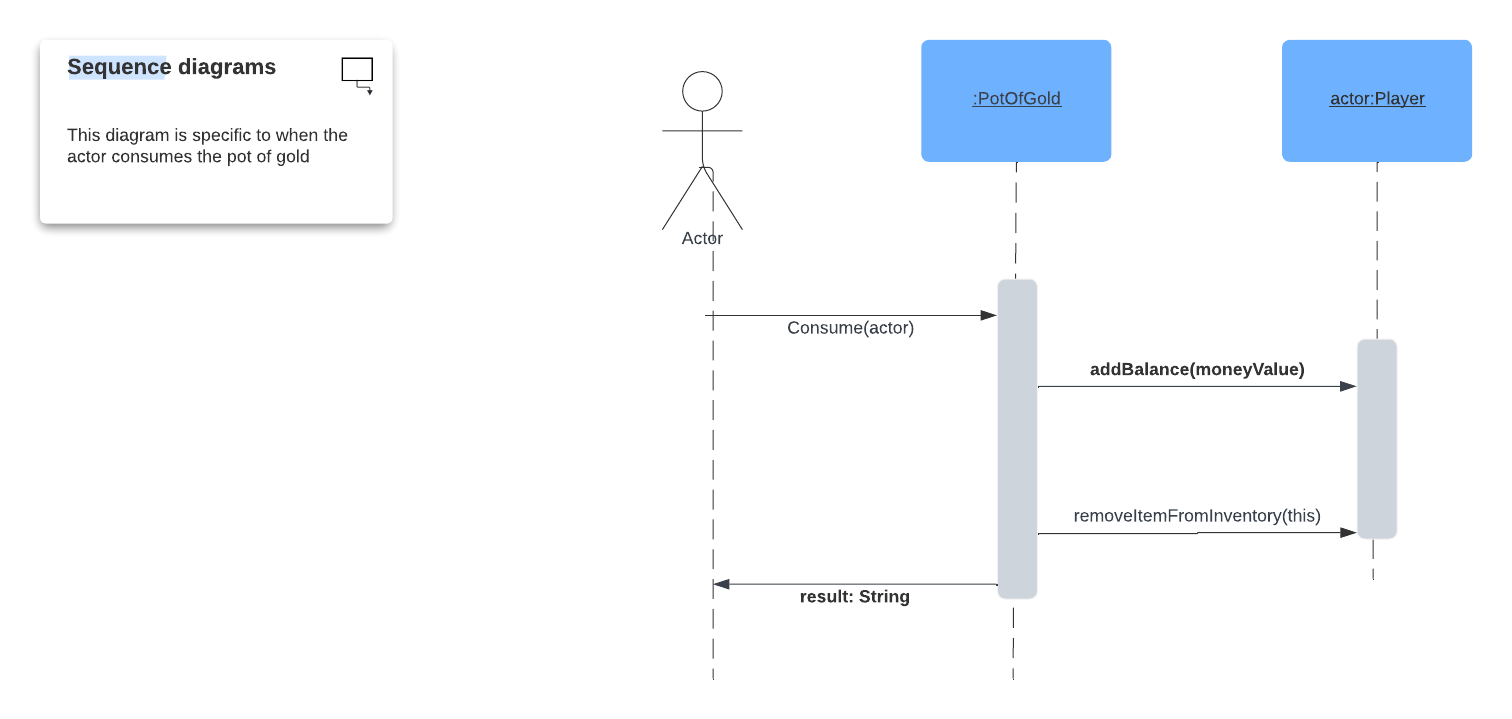 Sequence diagrams
This diagram is specific to when the
actor consumes the pot of gold
Actor
:PotOfGold
actor:Player
Consume(actor)
addBalance(moneyValue)
removeItemFromInventory(this)
result: String